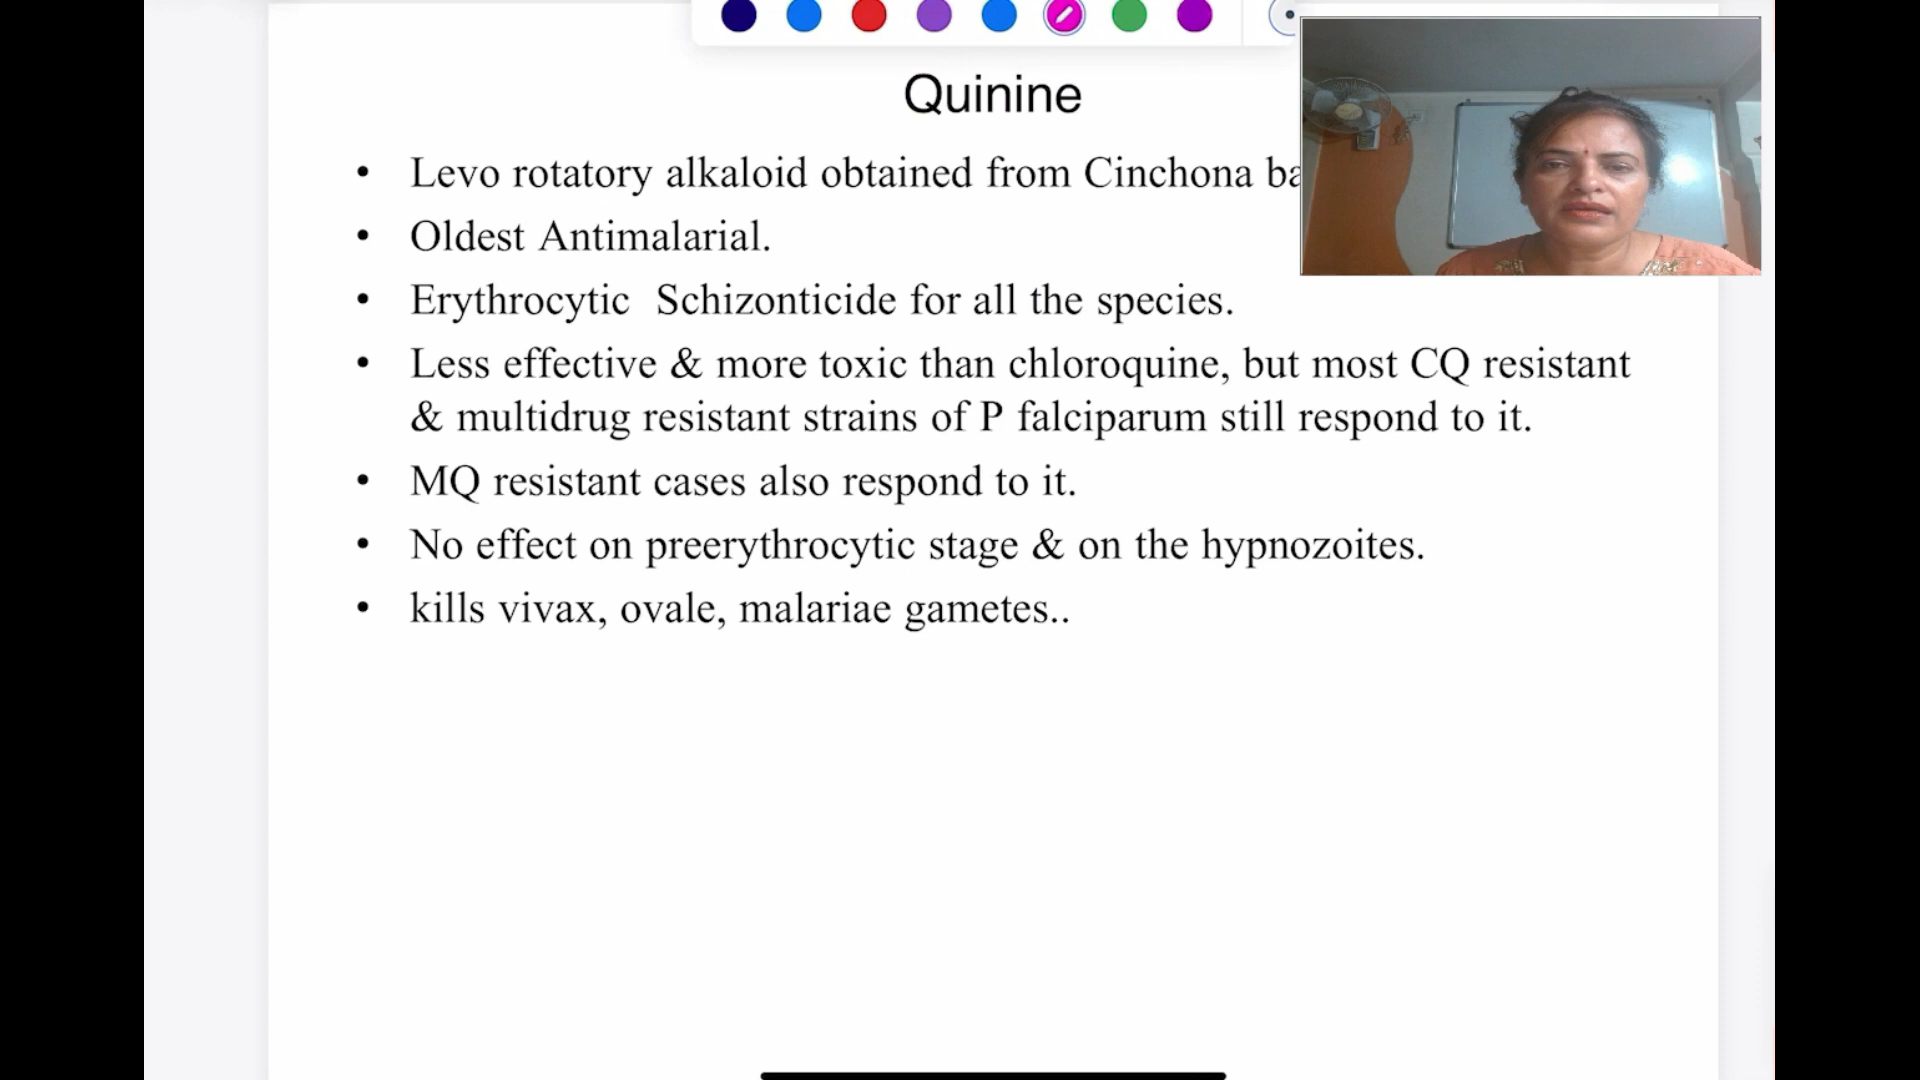 Quinine
• Levo rotatory alkaloid obtained from Cinchona
• Oldest Antimalarial.
• Erythrocytic  Schizonticide for all the species.
• Less effective & more toxic than chloroquine, but most CQ resistant
& multidrug resistant strains of P falciparum still respond to it.
• MQ resistant cases also respond to it.
• No effect on preerythrocytic stage & on the hypnozoites.
• kills vivax, ovale, malariae gametes..